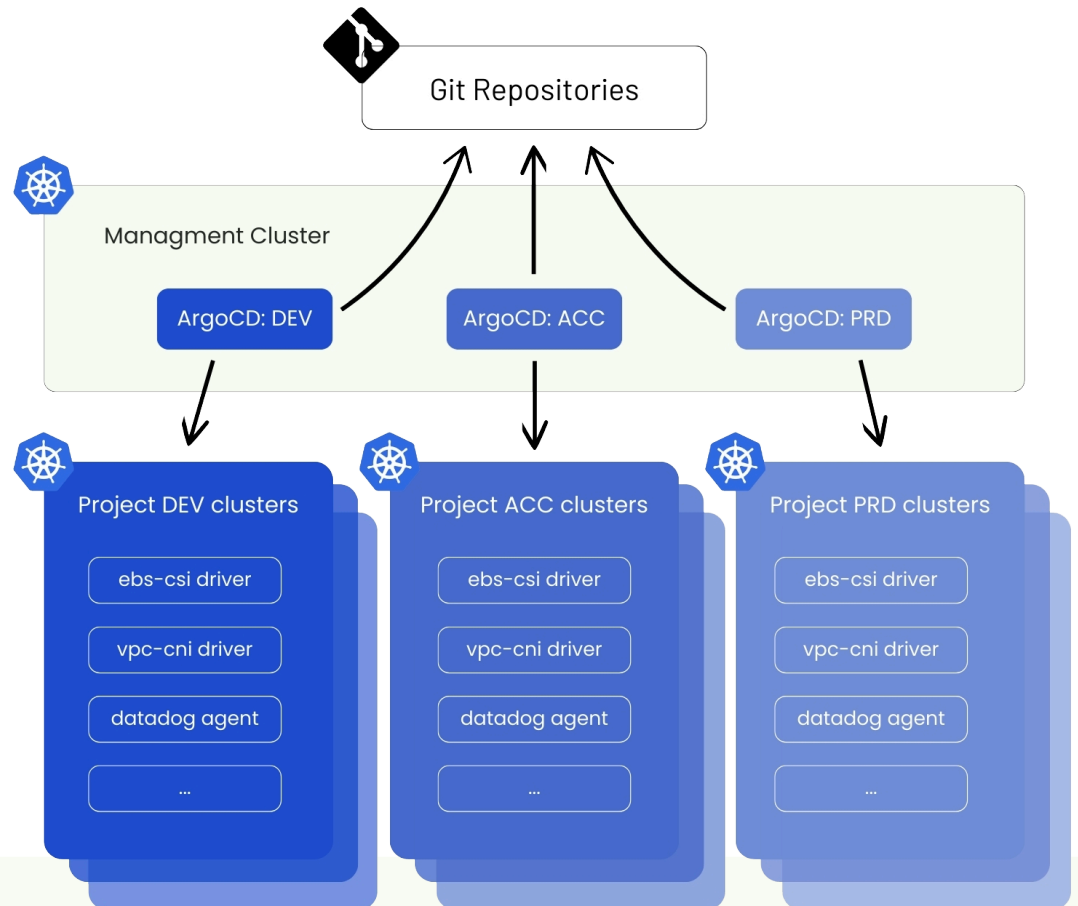 Git Repositories
Managment Cluster
ArgoCD: DEV
ArgoCD: ACC
ArgoCD: PRD
Project DEV clusters
ebs-csi driver
vpc-cni driver
datadog agent
...
Project ACC clusters
ebs-csi driver
vpc-cni driver
datadog agent
...
Project PRD clusters
ebs-csi driver
vpc-cni driver
datadog agent
...